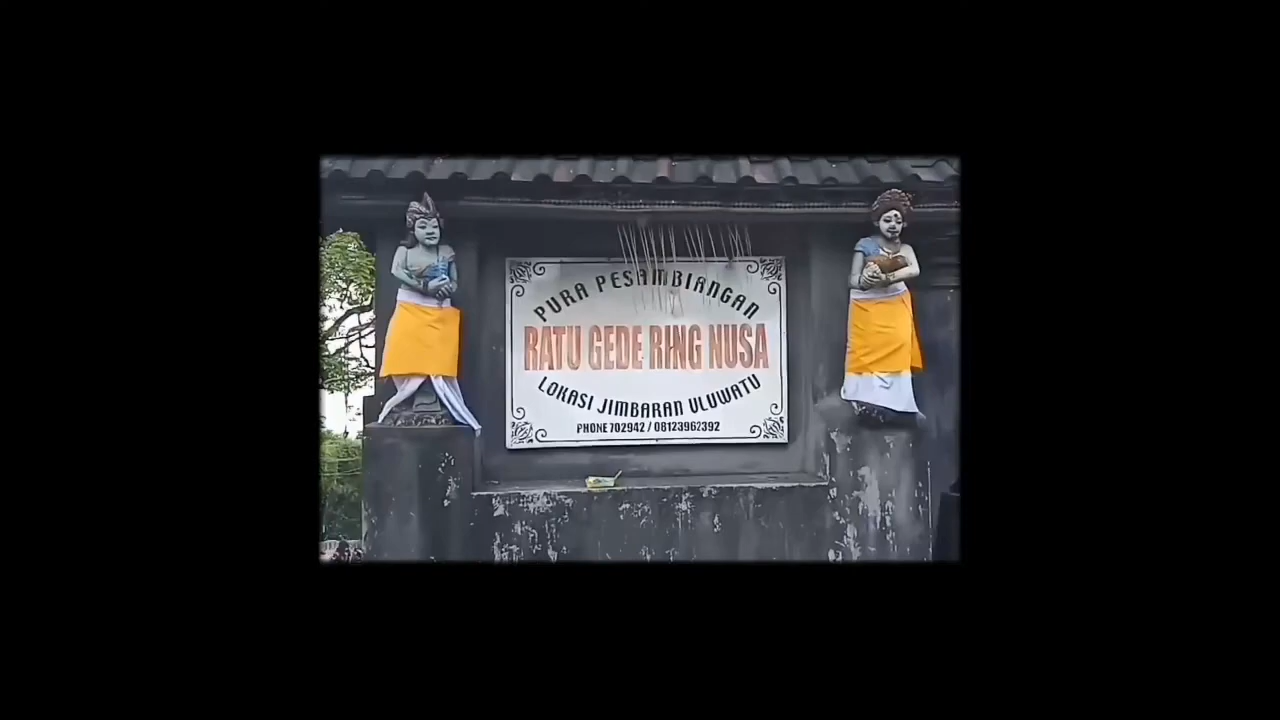 PURA PESAMBIANGAN
RATU GEDE RING NUSA
LOKASI JIMBARAN ULUWATU
PHONE 702942 / 08123962392